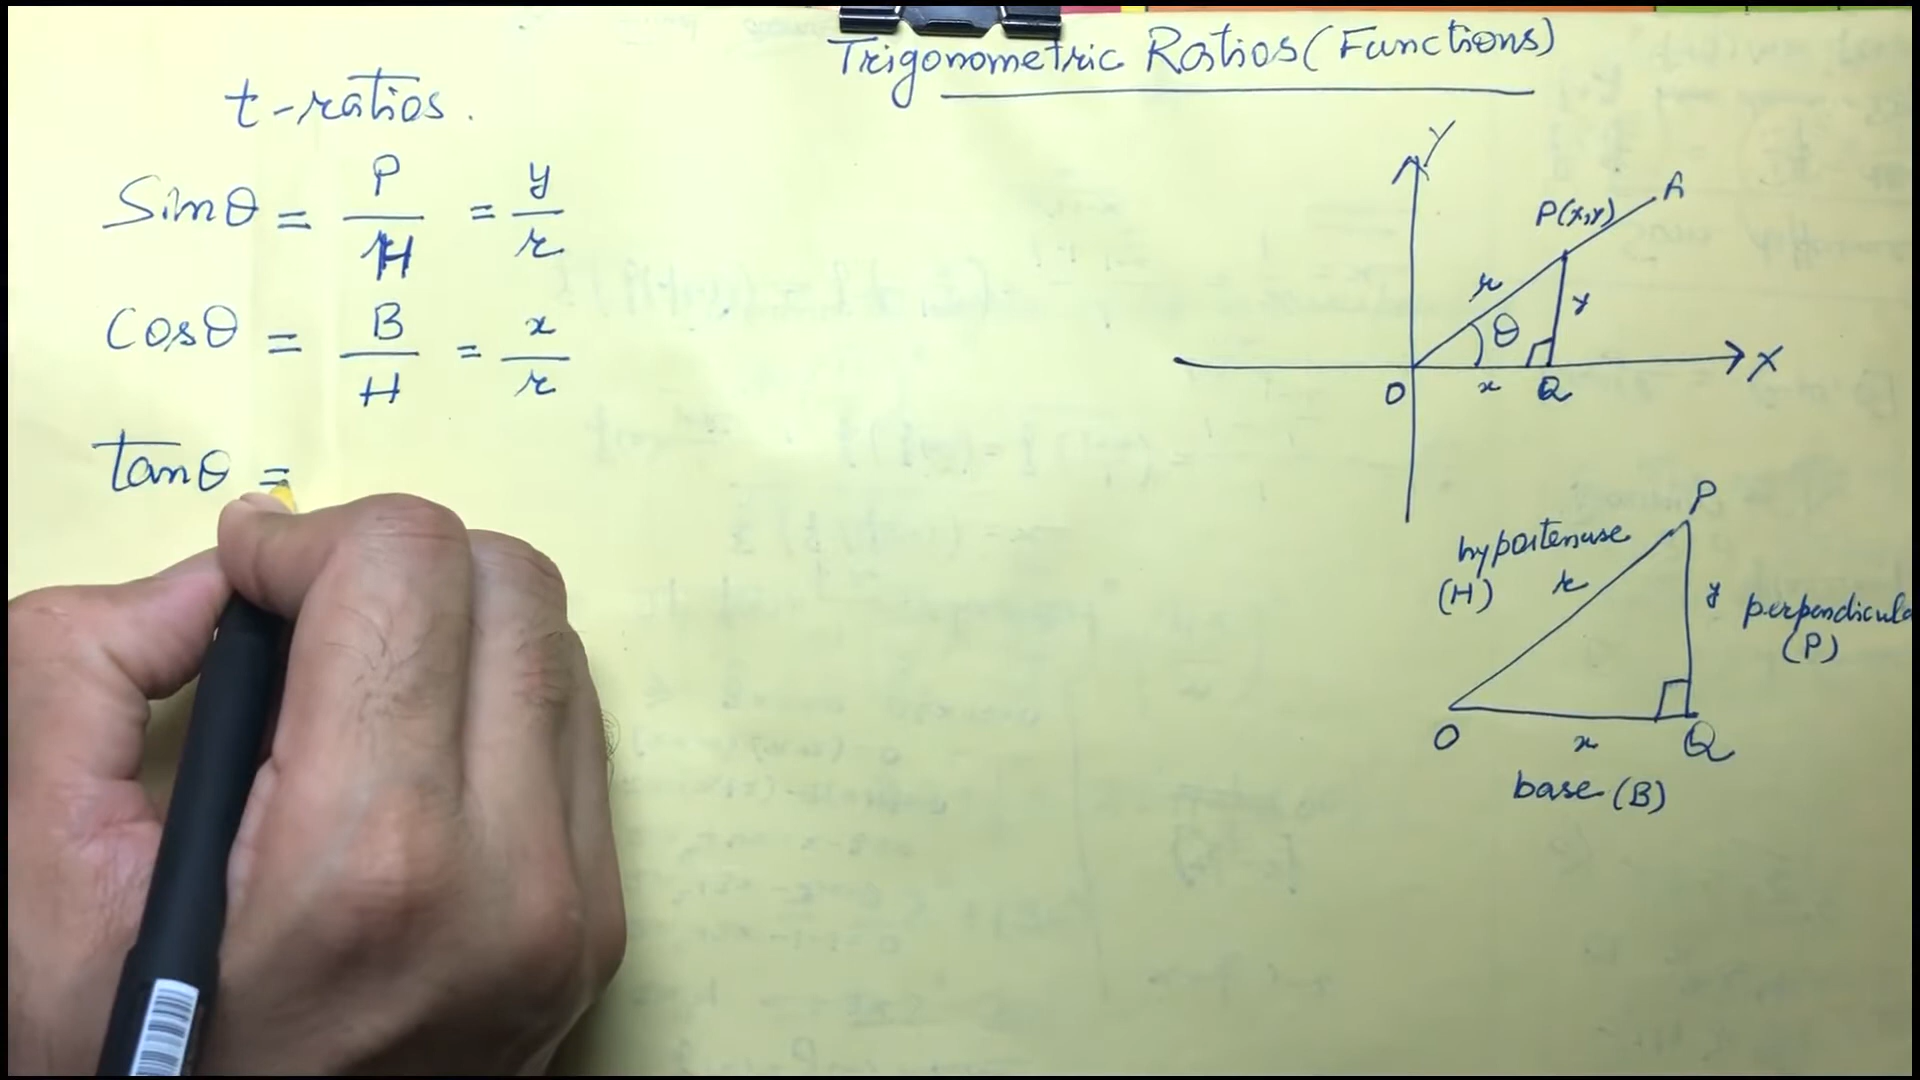 Trigonometric Ratios (Functions)
t-ratios.
Sinθ = P/H = y/r
Cosθ = B/H = x/r
tanθ =
Y
A
P(x,y)
r
θ
y
O x Q X
P
hypotenuse
(H) r
y perpendicula
(P)
O x Q
base (B)